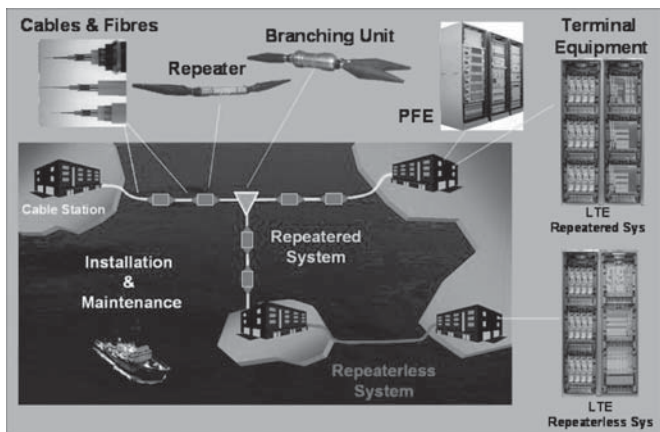 Cables & Fibres
Branching Unit
Terminal
Equipment
Repeater
PFE
Cable Station
LTE
Repeatered Sys
Repeatered
System
Installation
&
Maintenance
Repeaterless
System
LTE
Repeaterless Sys